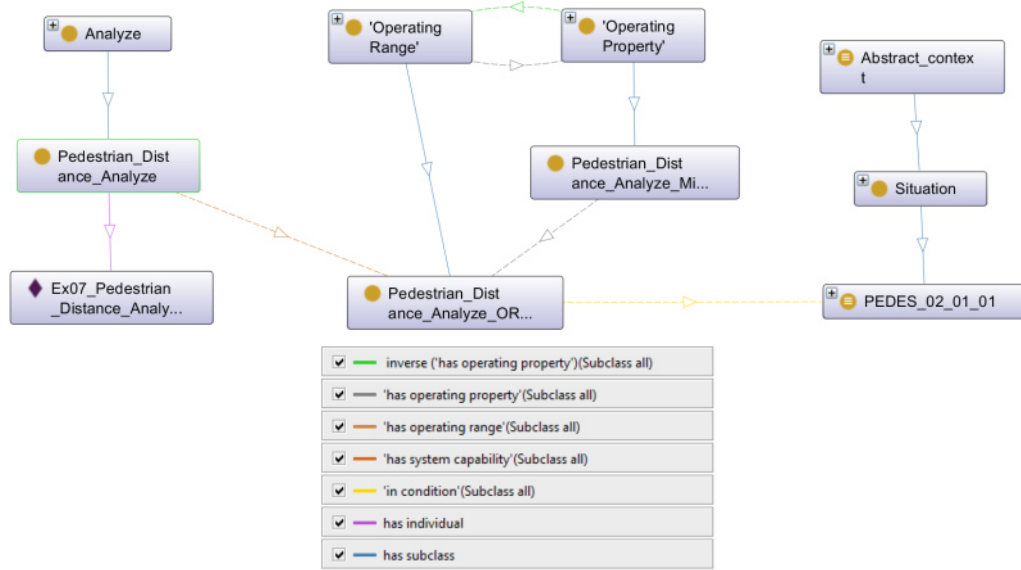 Analyze
'Operating
Range'
'Operating
Property'
Abstract_contex
t
Pedestrian_Dist
ance_Analyze
Pedestrian_Dist
ance_Analyze_Mi...
Situation
Ex07_Pedestrian
_Distance_Analy...
Pedestrian_Dist
ance_Analyze_OR...
PEDES_02_01_01
inverse ('has operating property')(Subclass all)
'has operating property'(Subclass all)
'has operating range'(Subclass all)
'has system capability'(Subclass all)
'in condition'(Subclass all)
has individual
has subclass